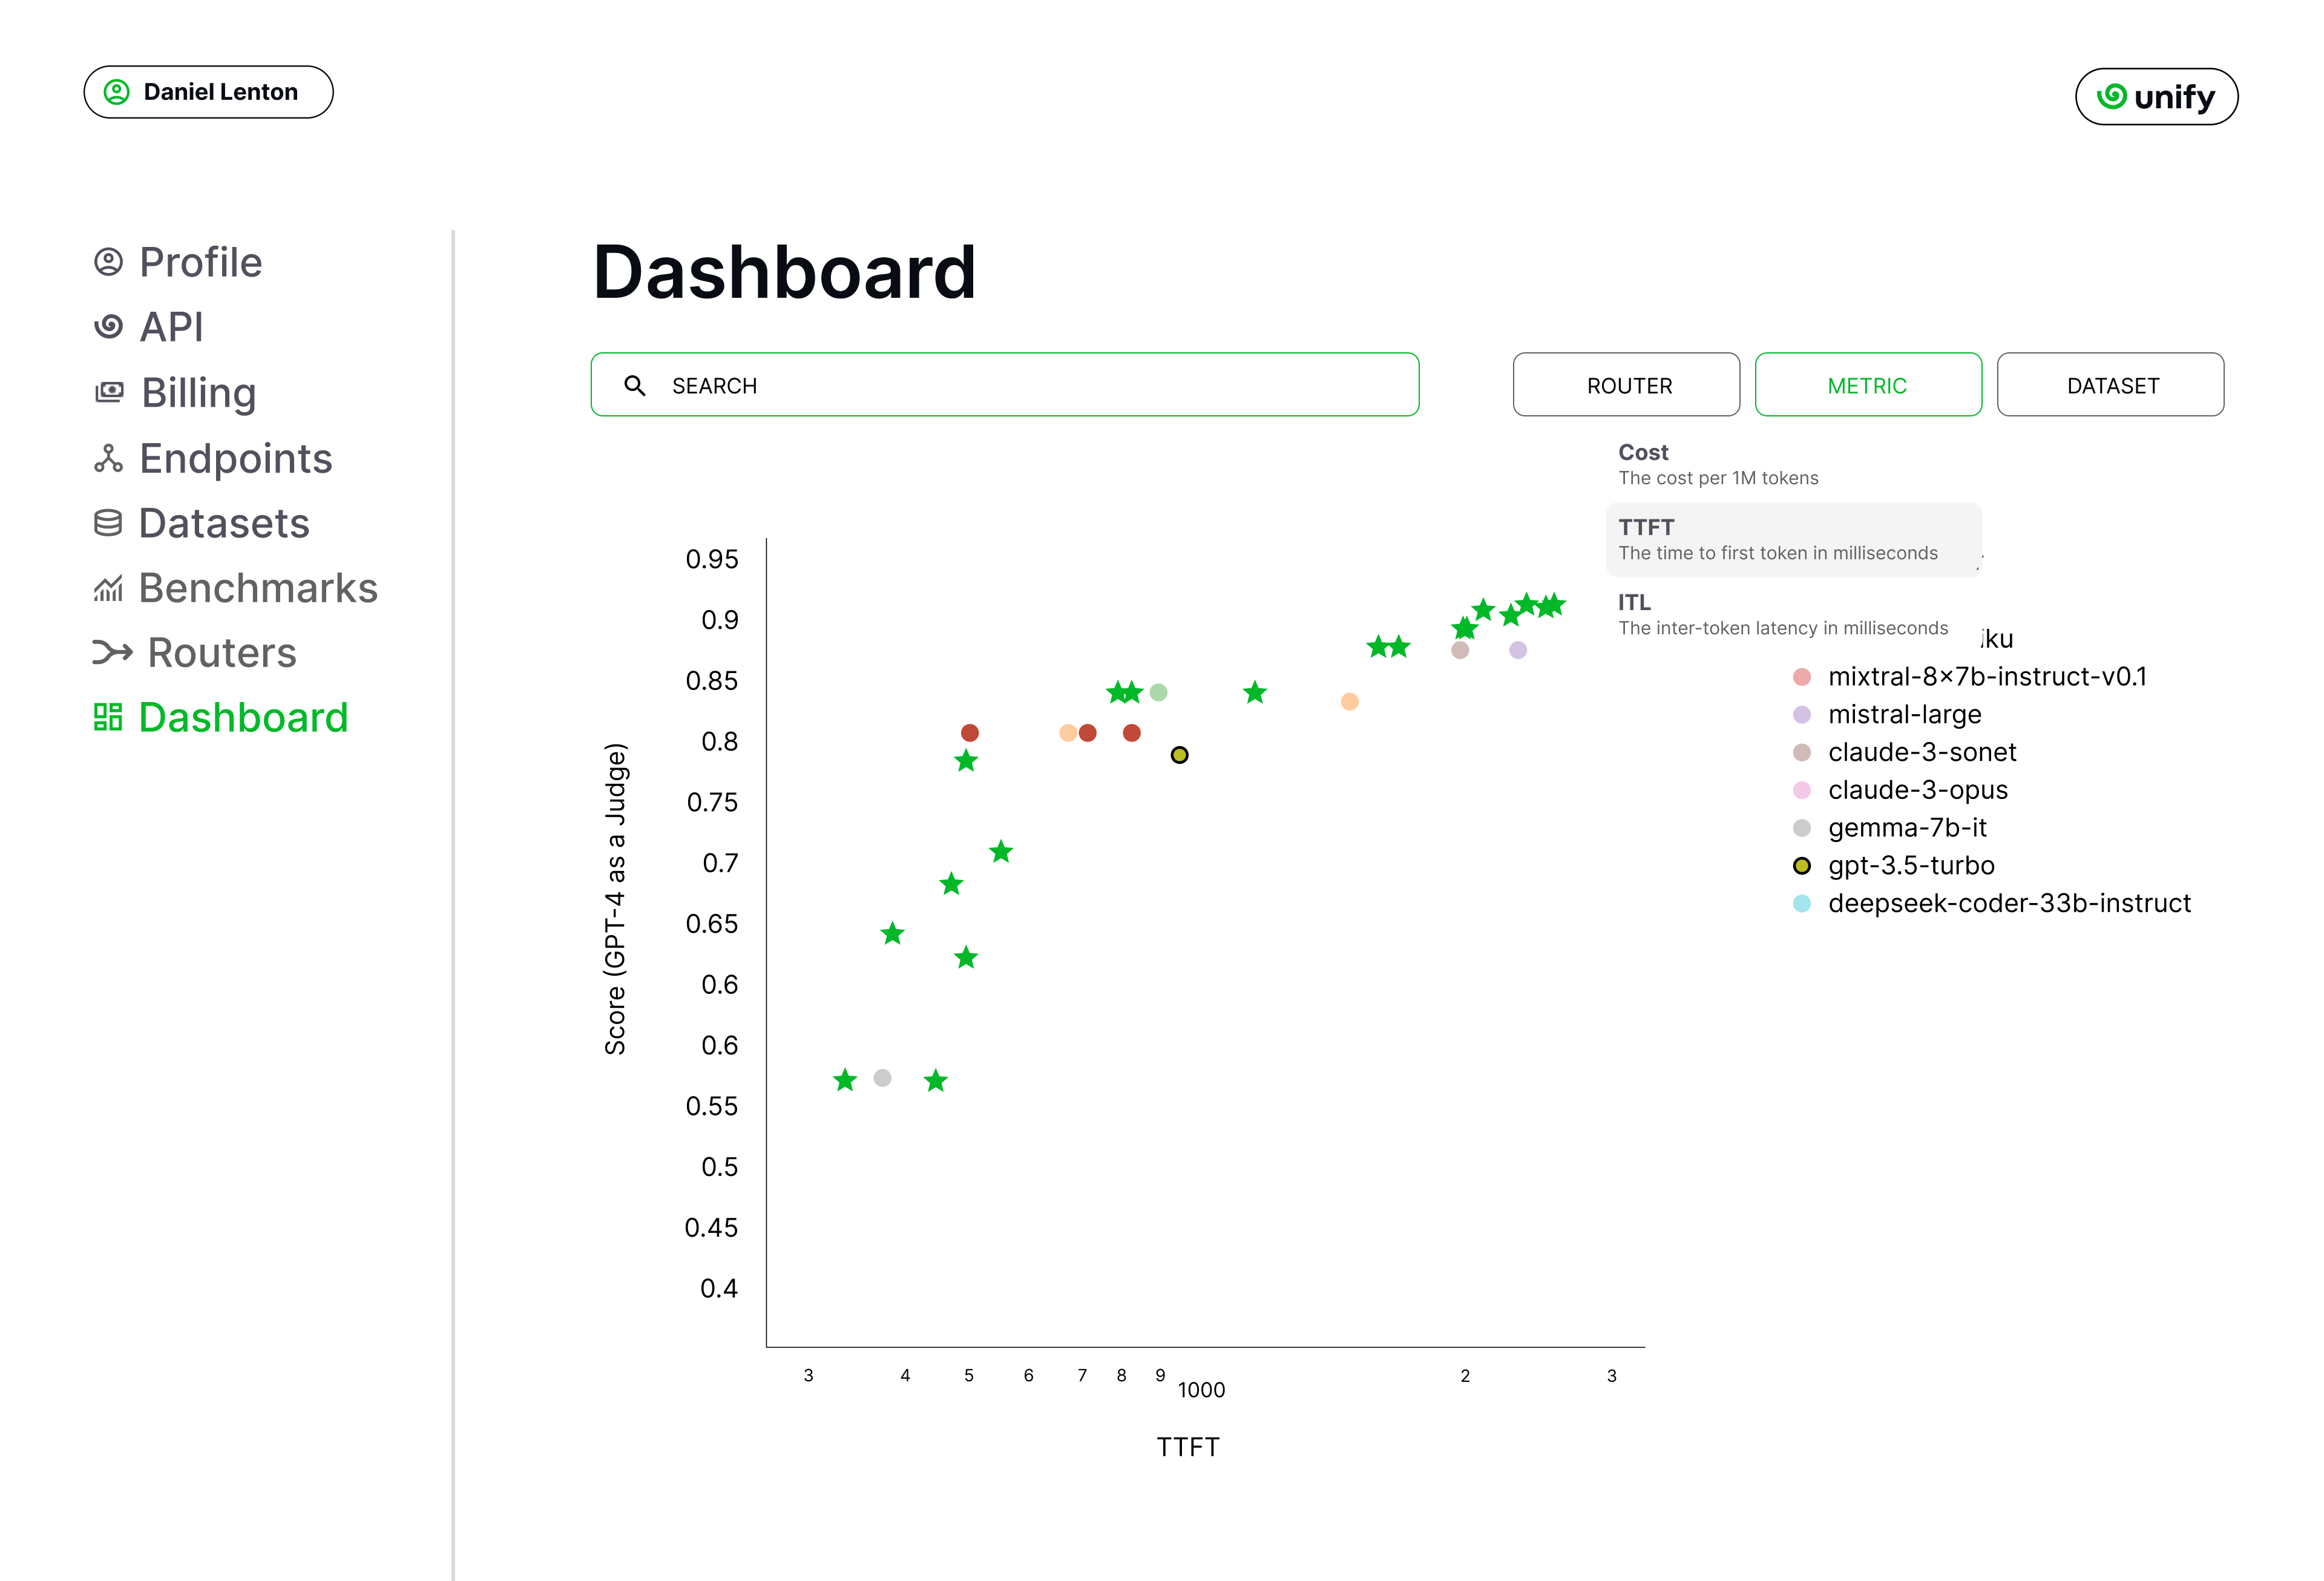 Daniel Lenton
unify
Profile
API
Billing
Endpoints
Datasets
Benchmarks
Routers
Dashboard
Dashboard
SEARCH
ROUTER
METRIC
DATASET
Cost
The cost per 1M tokens
TTFT
The time to first token in milliseconds
ITL
The inter-token latency in milliseconds
mixtral-8x7b-instruct-v0.1
mistral-large
claude-3-sonet
claude-3-opus
gemma-7b-it
gpt-3.5-turbo
deepseek-coder-33b-instruct
Score (GPT-4 as a Judge)
0.95
0.9
0.85
0.8
0.75
0.7
0.65
0.6
0.6
0.55
0.5
0.45
0.4
3 4 5 6 7 8 9 1000 2 3
TTFT